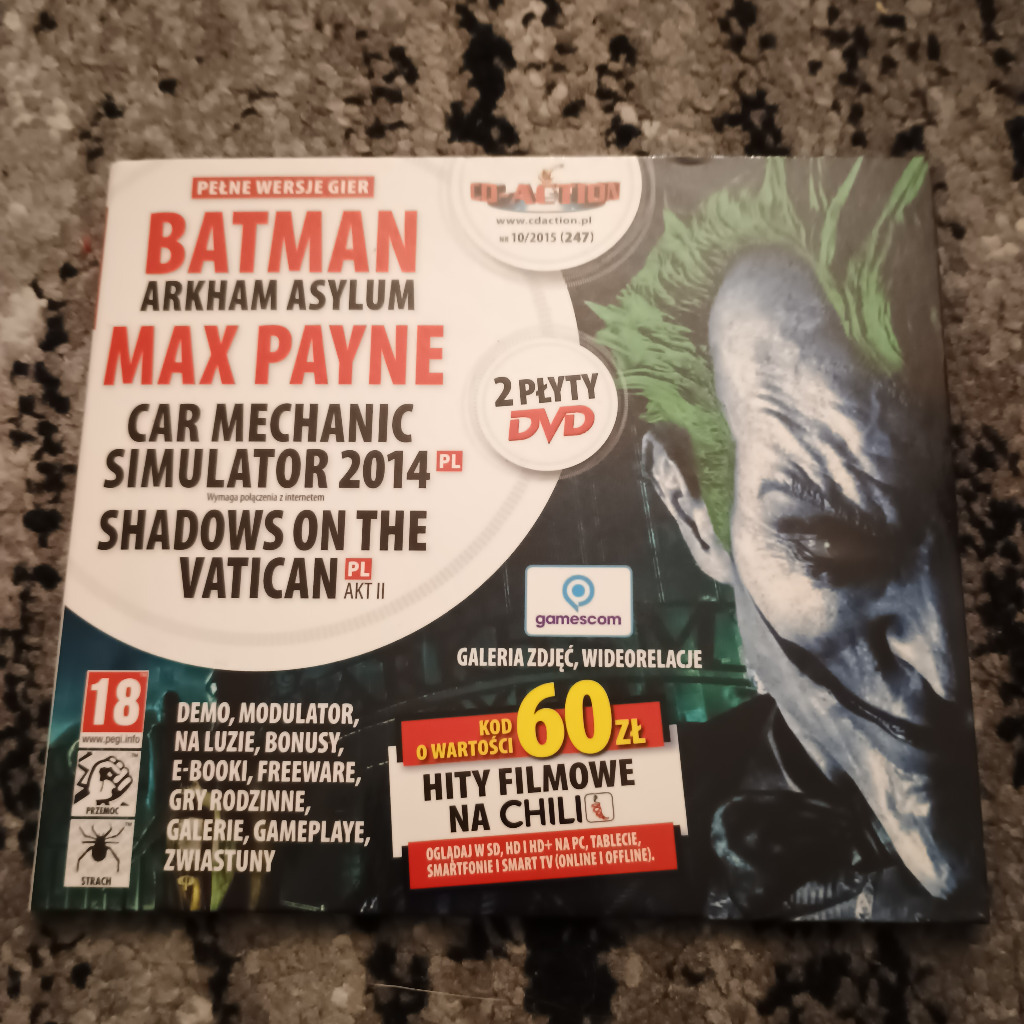 PEŁNE WERSJE GIER
BATMAN
ARKHAM ASYLUM
MAX PAYNE
CAR MECHANIC
SIMULATOR 2014 PL
Wymaga połączenia z internetem
SHADOWS ON THE
VATICAN PL
AKT II
CD-ACTION
www.cdaction.pl
NR 10/2015 (247)
2 PŁYTY
DVD
gamescom
GALERIA ZDJĘĆ, WIDEORELACJE
18
www.pegi.info
PRZEMOC
STRACH
DEMO, MODULATOR,
NA LUZIE, BONUSY,
E-BOOKI, FREEWARE,
GRY RODZINNE,
GALERIE, GAMEPLAYE,
ZWIASTUNY
KOD
O WARTOŚCI 60 ZŁ
HITY FILMOWE
NA CHILI
OGLĄDAJ W SD, HD I HD+ NA PC, TABLECIE,
SMARTFONIE I SMART TV (ONLINE I OFFLINE).